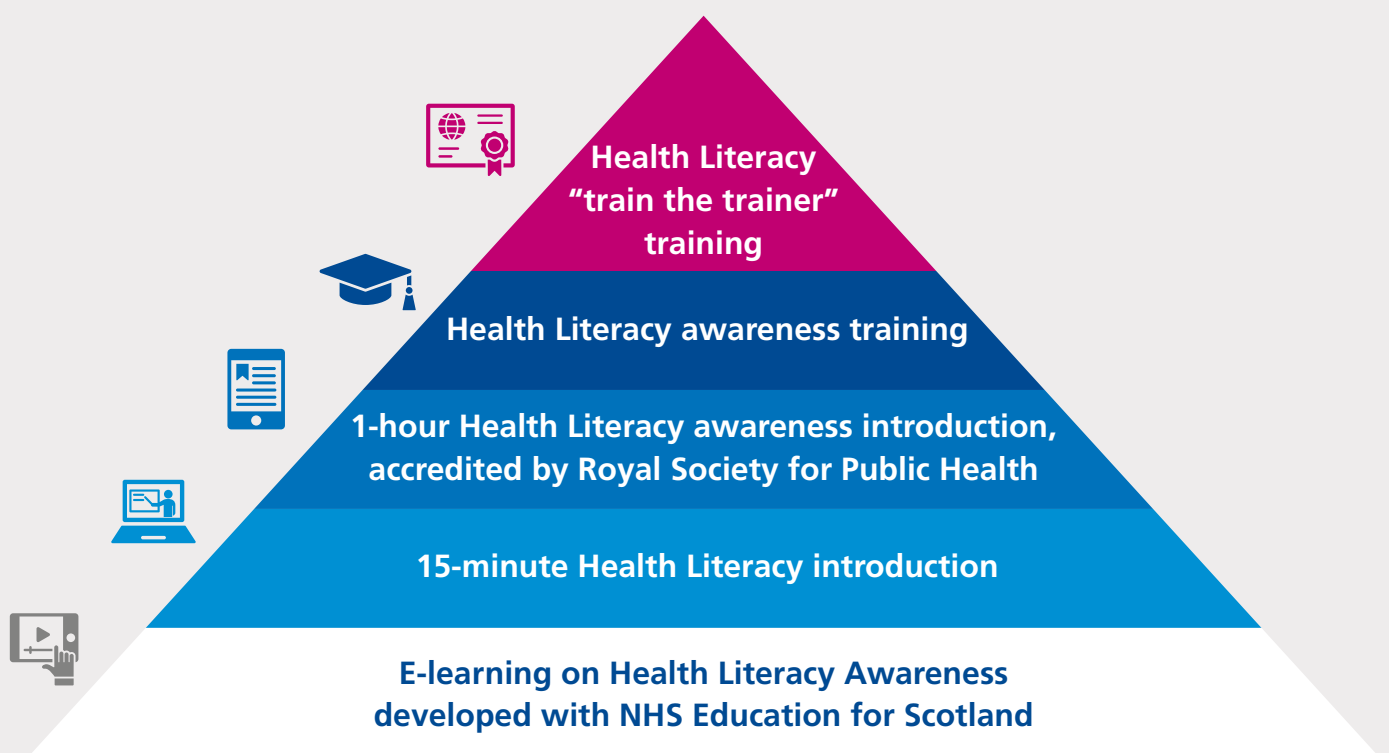 Health Literacy
“train the trainer”
training
Health Literacy awareness training
1-hour Health Literacy awareness introduction,
accredited by Royal Society for Public Health
15-minute Health Literacy introduction
E-learning on Health Literacy Awareness
developed with NHS Education for Scotland